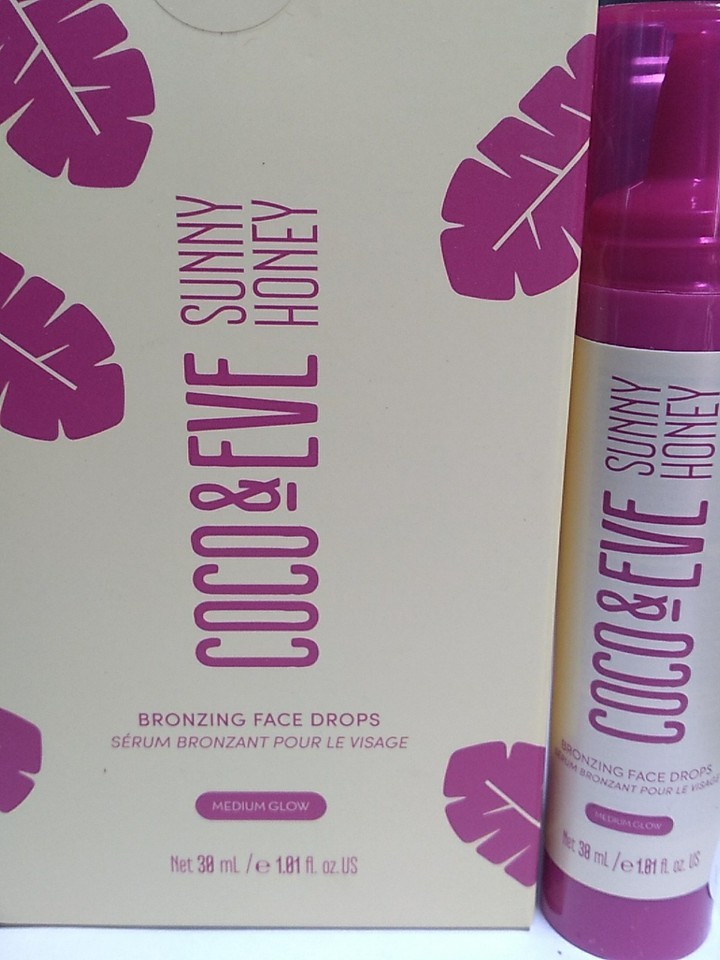 COCO & EVE SUNNY
HONEY
BRONZING FACE DROPS
SÉRUM BRONZANT POUR LE VISAGE
MEDIUM GLOW
Net 30 mL / e 1.01 fl. oz. US
COCO & EVE SUNNY
HONEY
BRONZING FACE DROPS
SÉRUM BRONZANT POUR LE VISAGE
MEDIUM GLOW
Net 30 mL / e 1.01 fl. oz. US